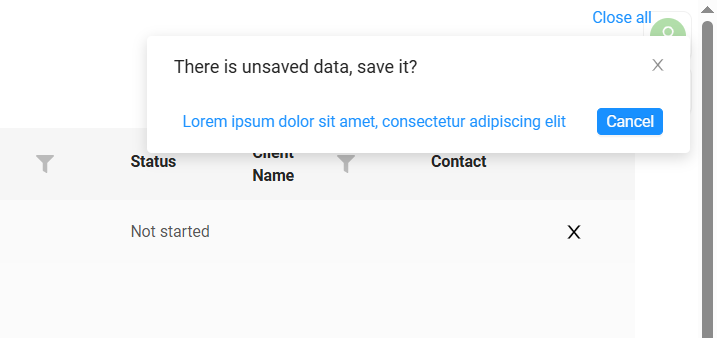 Close all
There is unsaved data, save it?
Lorem ipsum dolor sit amet, consectetur adipiscing elit
Cancel
Status
Client
Name
Contact
Not started